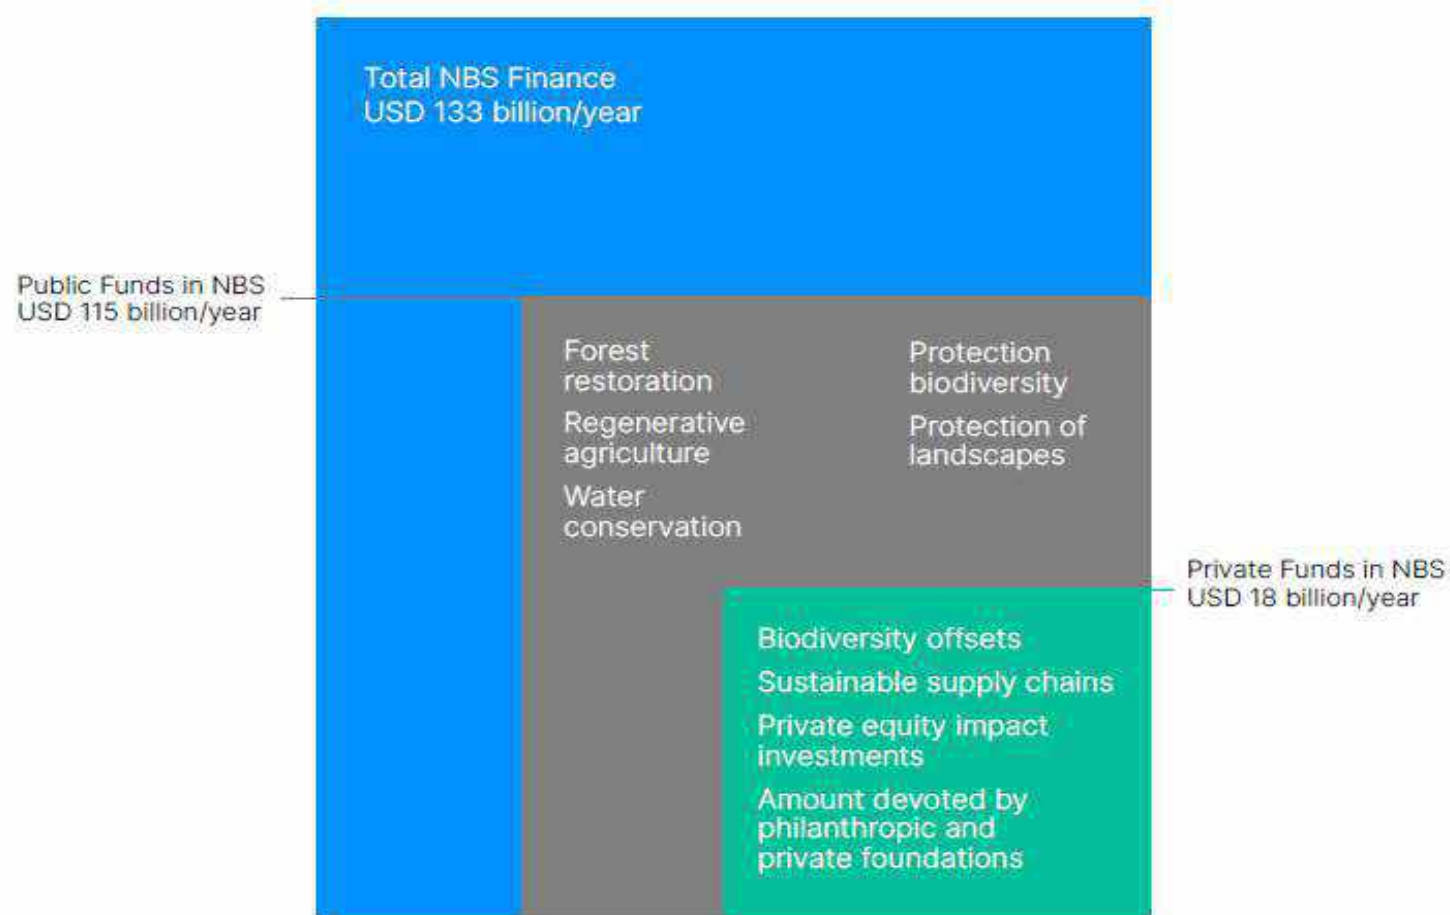 Total NBS Finance
USD 133 billion/year
Public Funds in NBS
USD 115 billion/year
Forest
restoration
Regenerative
agriculture
Water
conservation
Protection
biodiversity
Protection of
landscapes
Private Funds in NBS
USD 18 billion/year
Biodiversity offsets
Sustainable supply chains
Private equity impact
investments
Amount devoted by
philanthropic and
private foundations